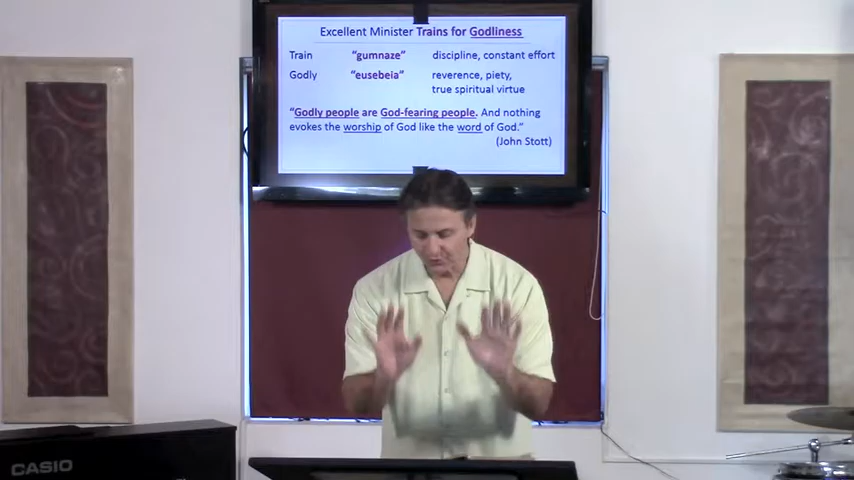 Excellent Minister Trains for Godliness
Train "gumnaze" discipline, constant effort
Godly "eusebeia" reverence, piety,
true spiritual virtue
"Godly people are God-fearing people. And nothing
evokes the worship of God like the word of God."
(John Stott)
CASIO